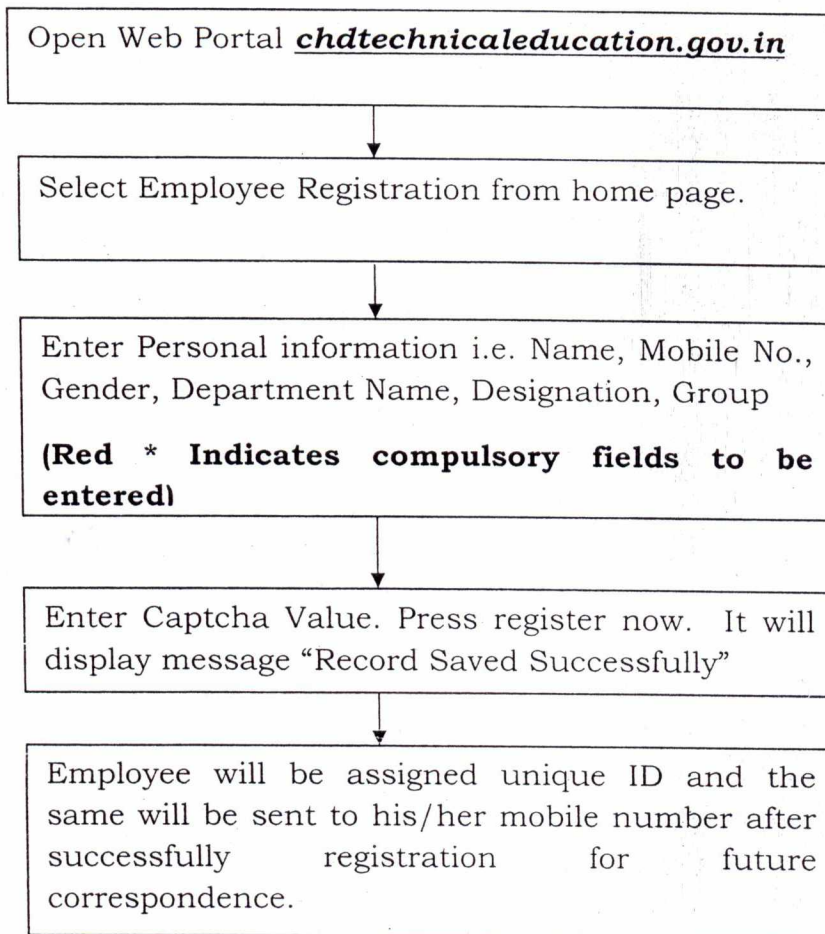 Open Web Portal chdtechnicaleducation.gov.in
Select Employee Registration from home page.
Enter Personal information i.e. Name, Mobile No.,
Gender, Department Name, Designation, Group
(Red * Indicates compulsory fields to be
entered)
Enter Captcha Value. Press register now. It will
display message “Record Saved Successfully”
Employee will be assigned unique ID and the
same will be sent to his/her mobile number after
successfully registration for future
correspondence.